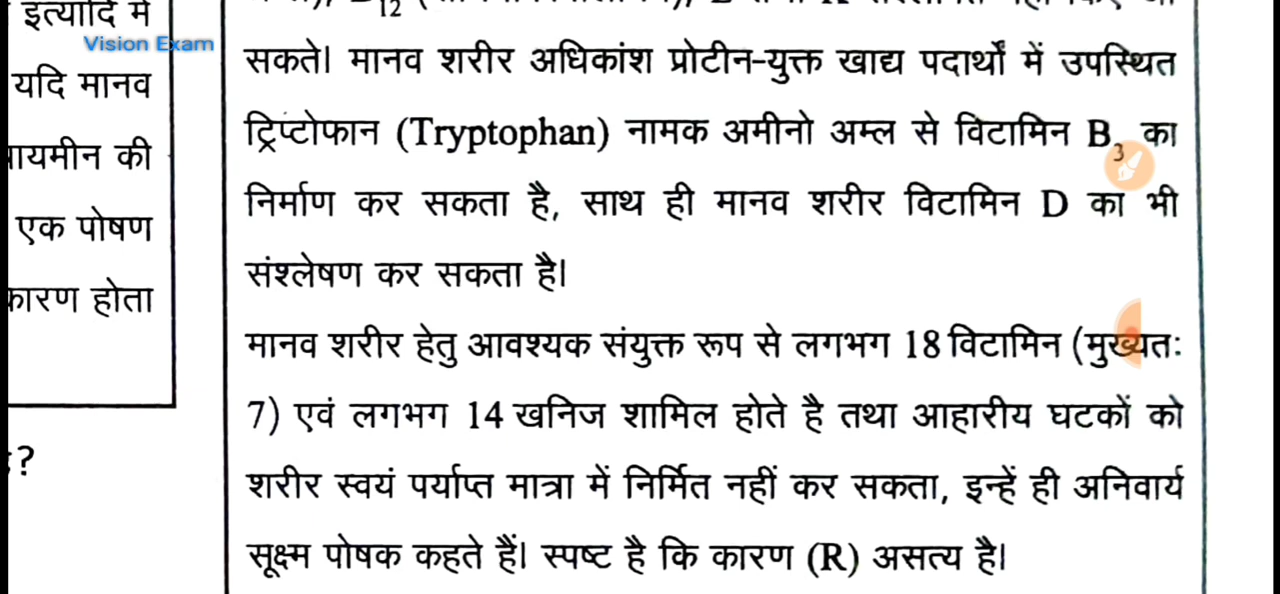 इत्यादि में
Vision Exam
यदि मानव
की
एक पोषण
कारण होता
?
सकते। मानव शरीर अधिकांश प्रोटीन-युक्त खाद्य पदार्थों में उपस्थित
ट्रिप्टोफान (Tryptophan) नामक अमीनो अम्ल से विटामिन B3 का
निर्माण कर सकता है, साथ ही मानव शरीर विटामिन D का भी
संश्लेषण कर सकता है।
मानव शरीर हेतु आवश्यक संयुक्त रूप से लगभग 18 विटामिन (मुख्यतः
7) एवं लगभग 14 खनिज शामिल होते है तथा आहारीय घटकों को
शरीर स्वयं पर्याप्त मात्रा में निर्मित नहीं कर सकता, इन्हें ही अनिवार्य
सूक्ष्म पोषक कहते हैं। स्पष्ट है कि कारण (R) असत्य है।